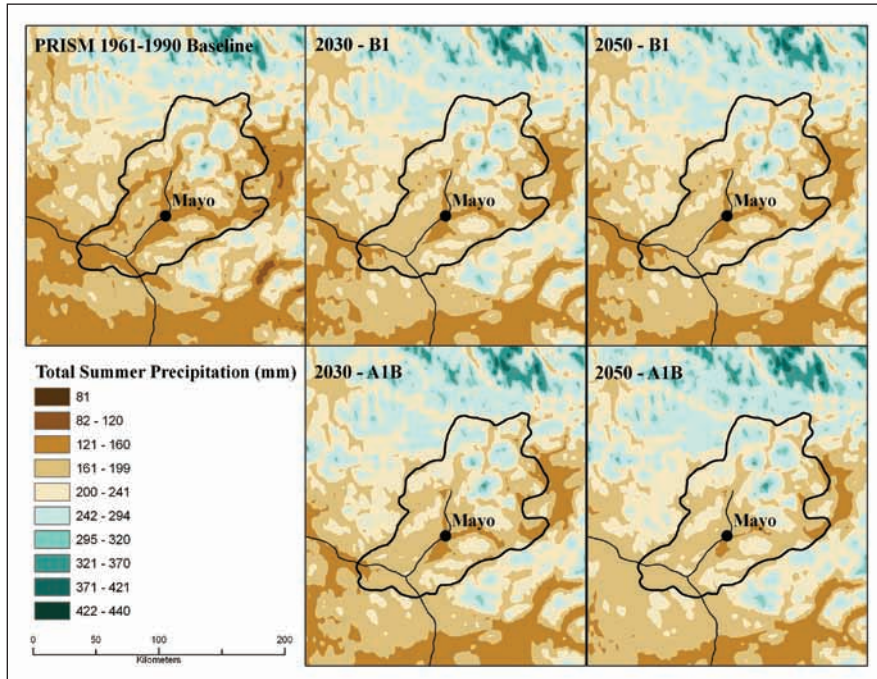 PRISM 1961-1990 Baseline
2030 - B1
2050 - B1
Mayo
Mayo
Mayo
Total Summer Precipitation (mm)
81
82 - 120
121 - 160
161 - 199
200 - 241
242 - 294
295 - 320
321 - 370
371 - 421
422 - 440
0 50 100 200
Kilometers
2030 - A1B
2050 - A1B
Mayo
Mayo